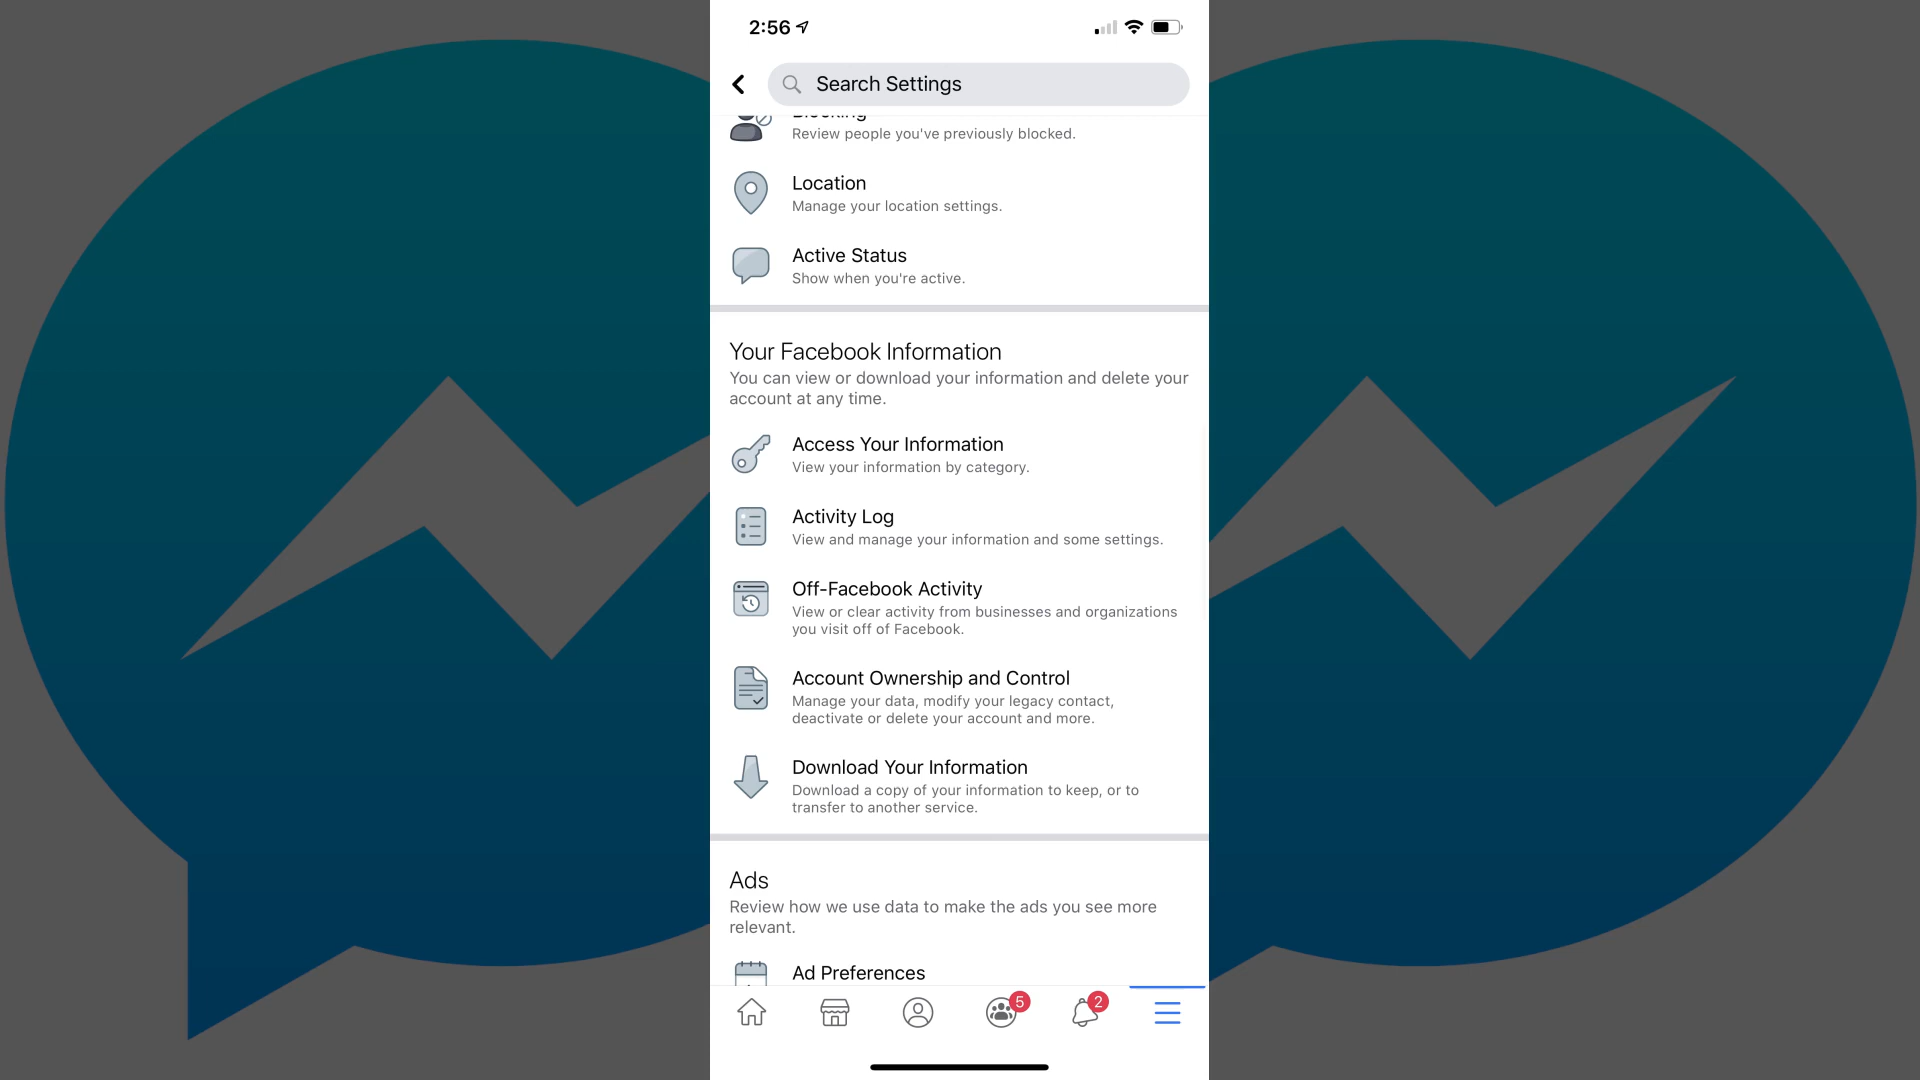 2:56
Search Settings
Blocking
Review people you've previously blocked.
Location
Manage your location settings.
Active Status
Show when you're active.
Your Facebook Information
You can view or download your information and delete your
account at any time.
Access Your Information
View your information by category.
Activity Log
View and manage your information and some settings.
Off-Facebook Activity
View or clear activity from businesses and organizations
you visit off of Facebook.
Account Ownership and Control
Manage your data, modify your legacy contact,
deactivate or delete your account and more.
Download Your Information
Download a copy of your information to keep, or to
transfer to another service.
Ads
Review how we use data to make the ads you see more
relevant.
Ad Preferences
5
2